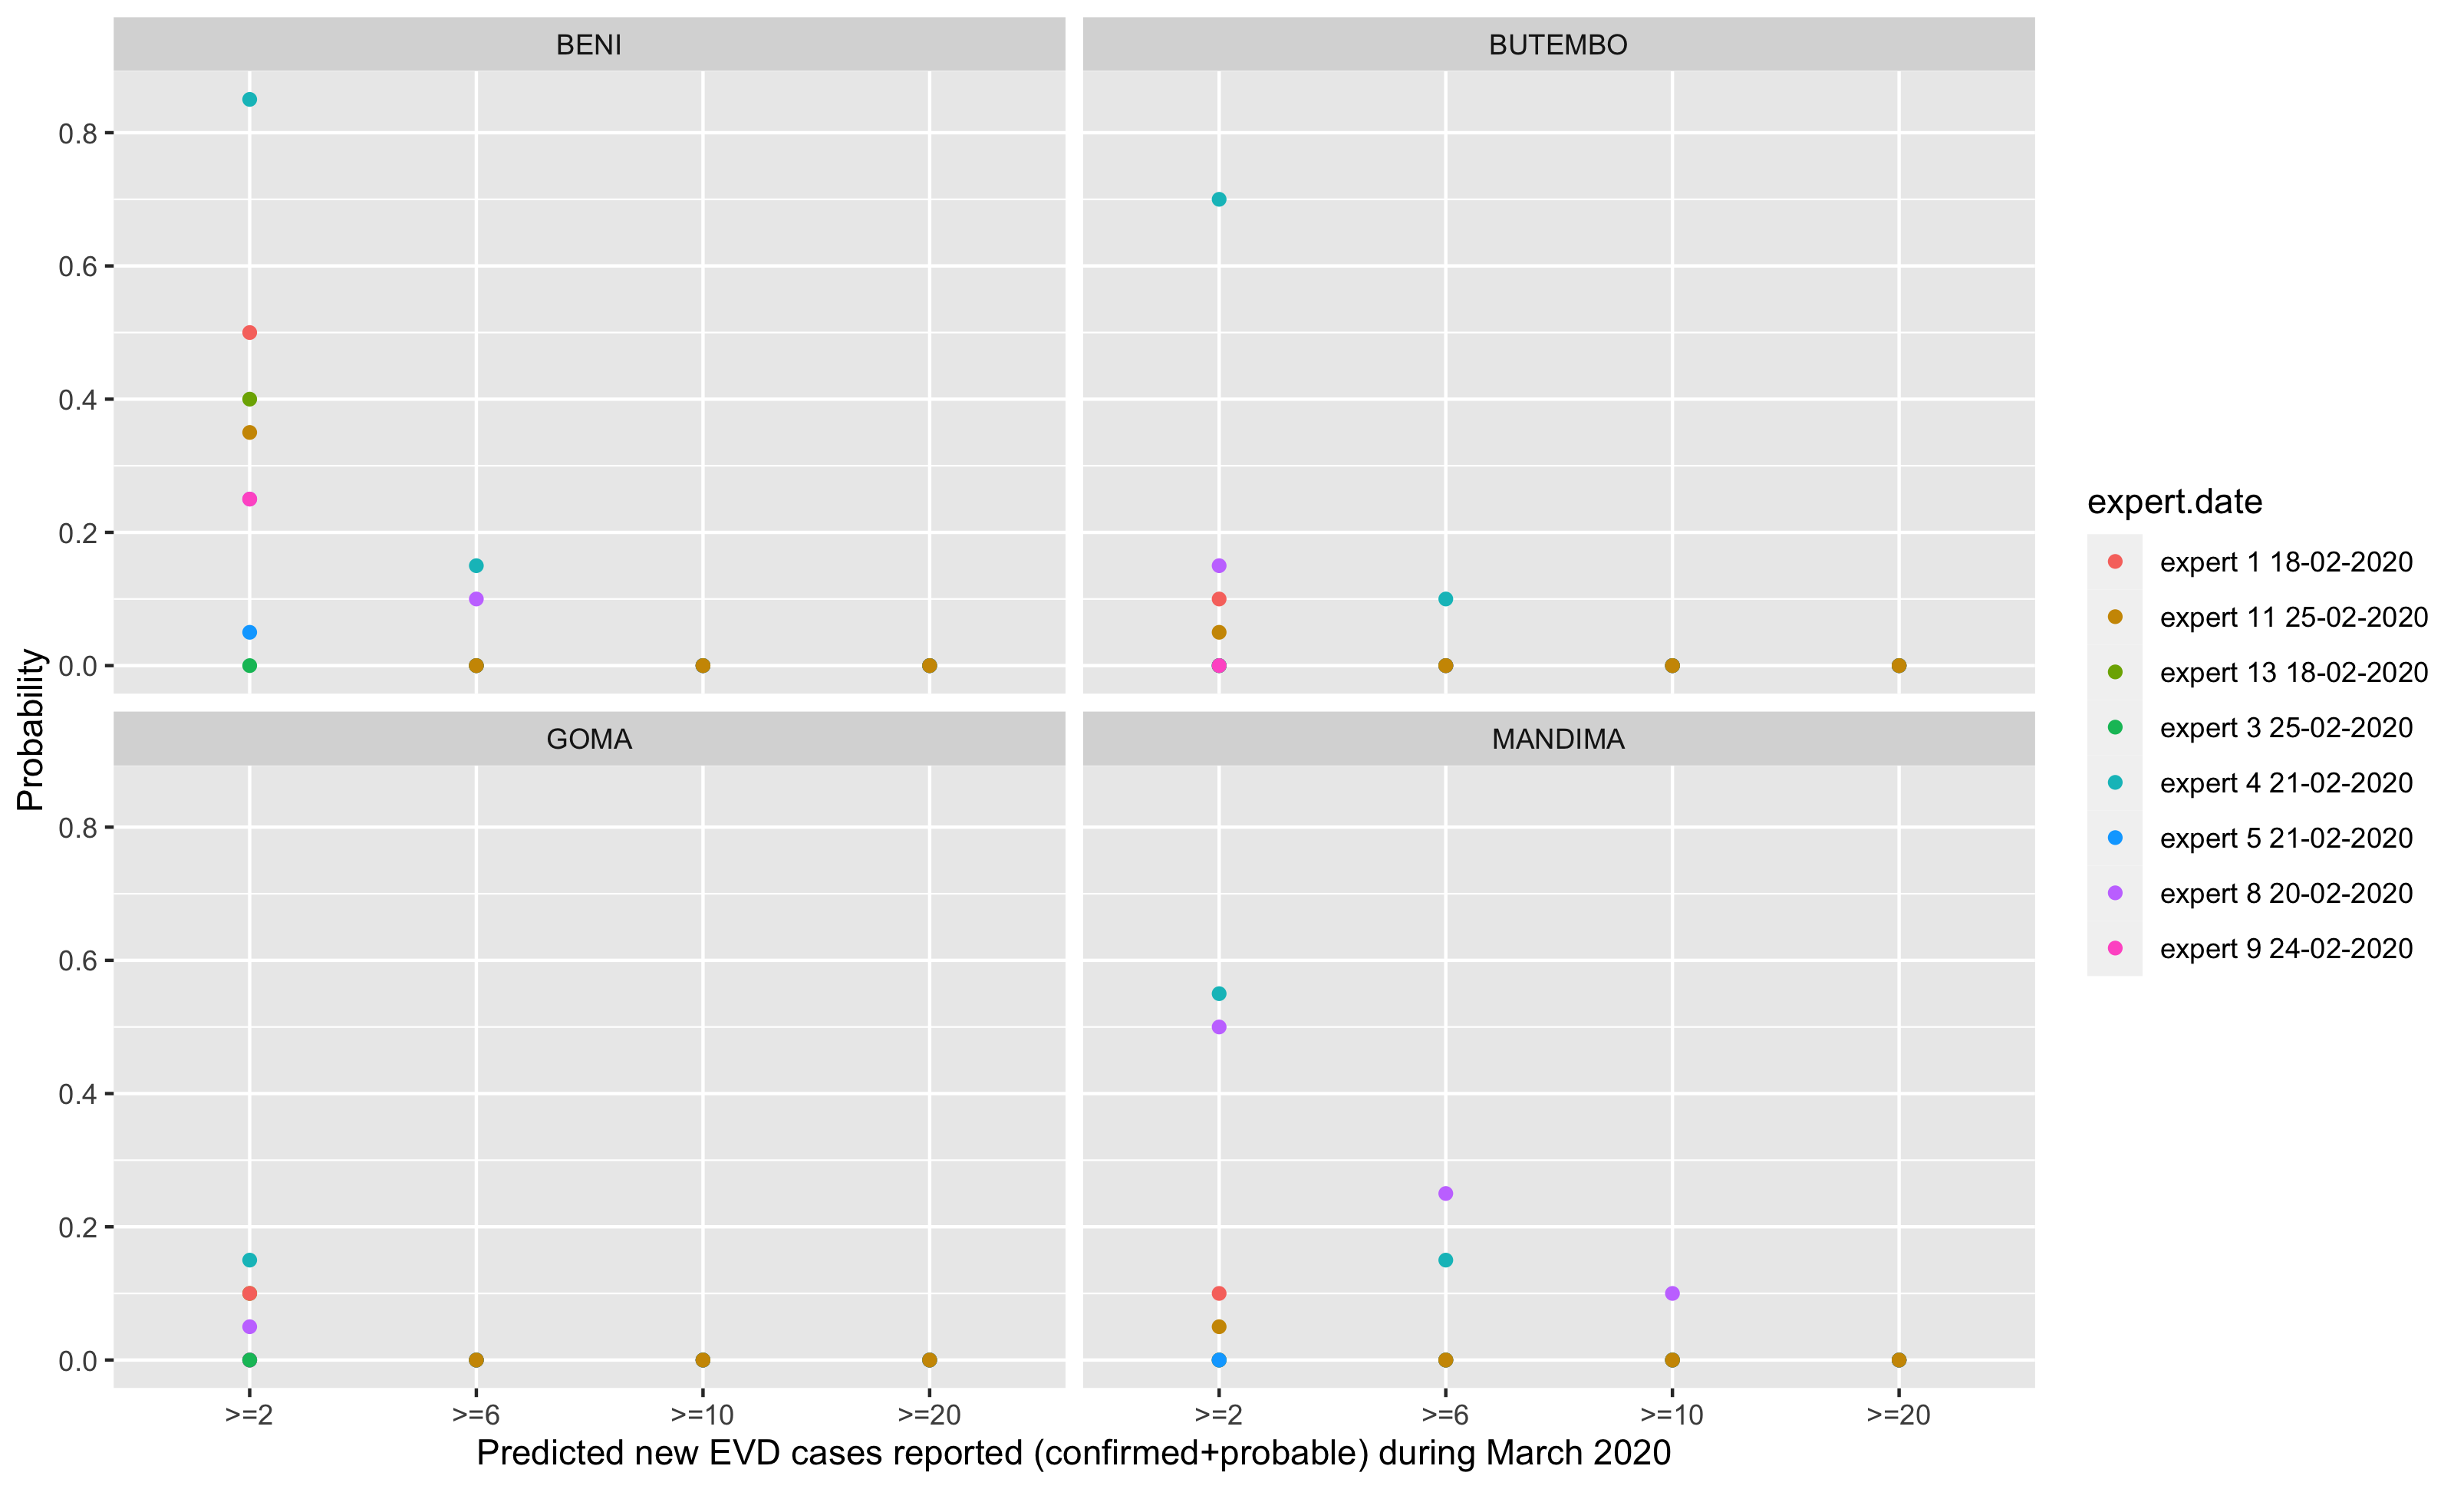 BENI
BUTEMBO
0.8
0.6
0.4
0.2
0.0
GOMA
MANDIMA
0.8
0.6
0.4
0.2
0.0
Probability
>=2 >=6 >=10 >=20 >=2 >=6 >=10 >=20
Predicted new EVD cases reported (confirmed+probable) during March 2020
expert.date
expert 1 18-02-2020
expert 11 25-02-2020
expert 13 18-02-2020
expert 3 25-02-2020
expert 4 21-02-2020
expert 5 21-02-2020
expert 8 20-02-2020
expert 9 24-02-2020